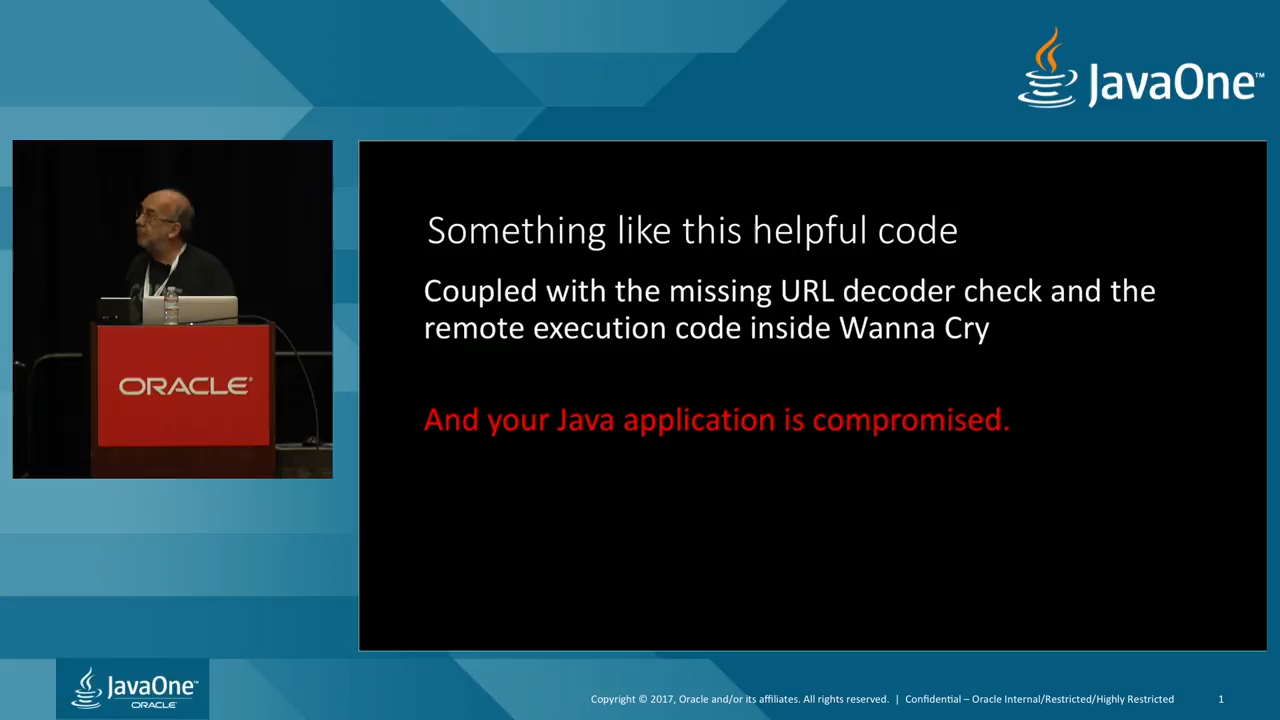 JavaOne™
Something like this helpful code
Coupled with the missing URL decoder check and the
remote execution code inside Wanna Cry
And your Java application is compromised.
ORACLE®
JavaOne™
ORACLE®
Copyright © 2017, Oracle and/or its affiliates. All rights reserved. | Confidential – Oracle Internal/Restricted/Highly Restricted 1